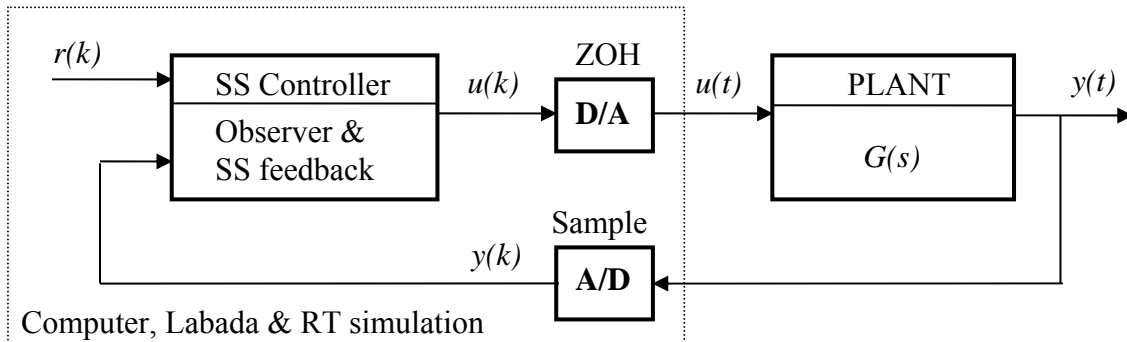 ZOH
r(k)
SS Controller
u(k)
D/A
u(t)
PLANT
y(t)
Observer &
SS feedback
G(s)
Sample
y(k)
A/D
Computer, Labada & RT simulation